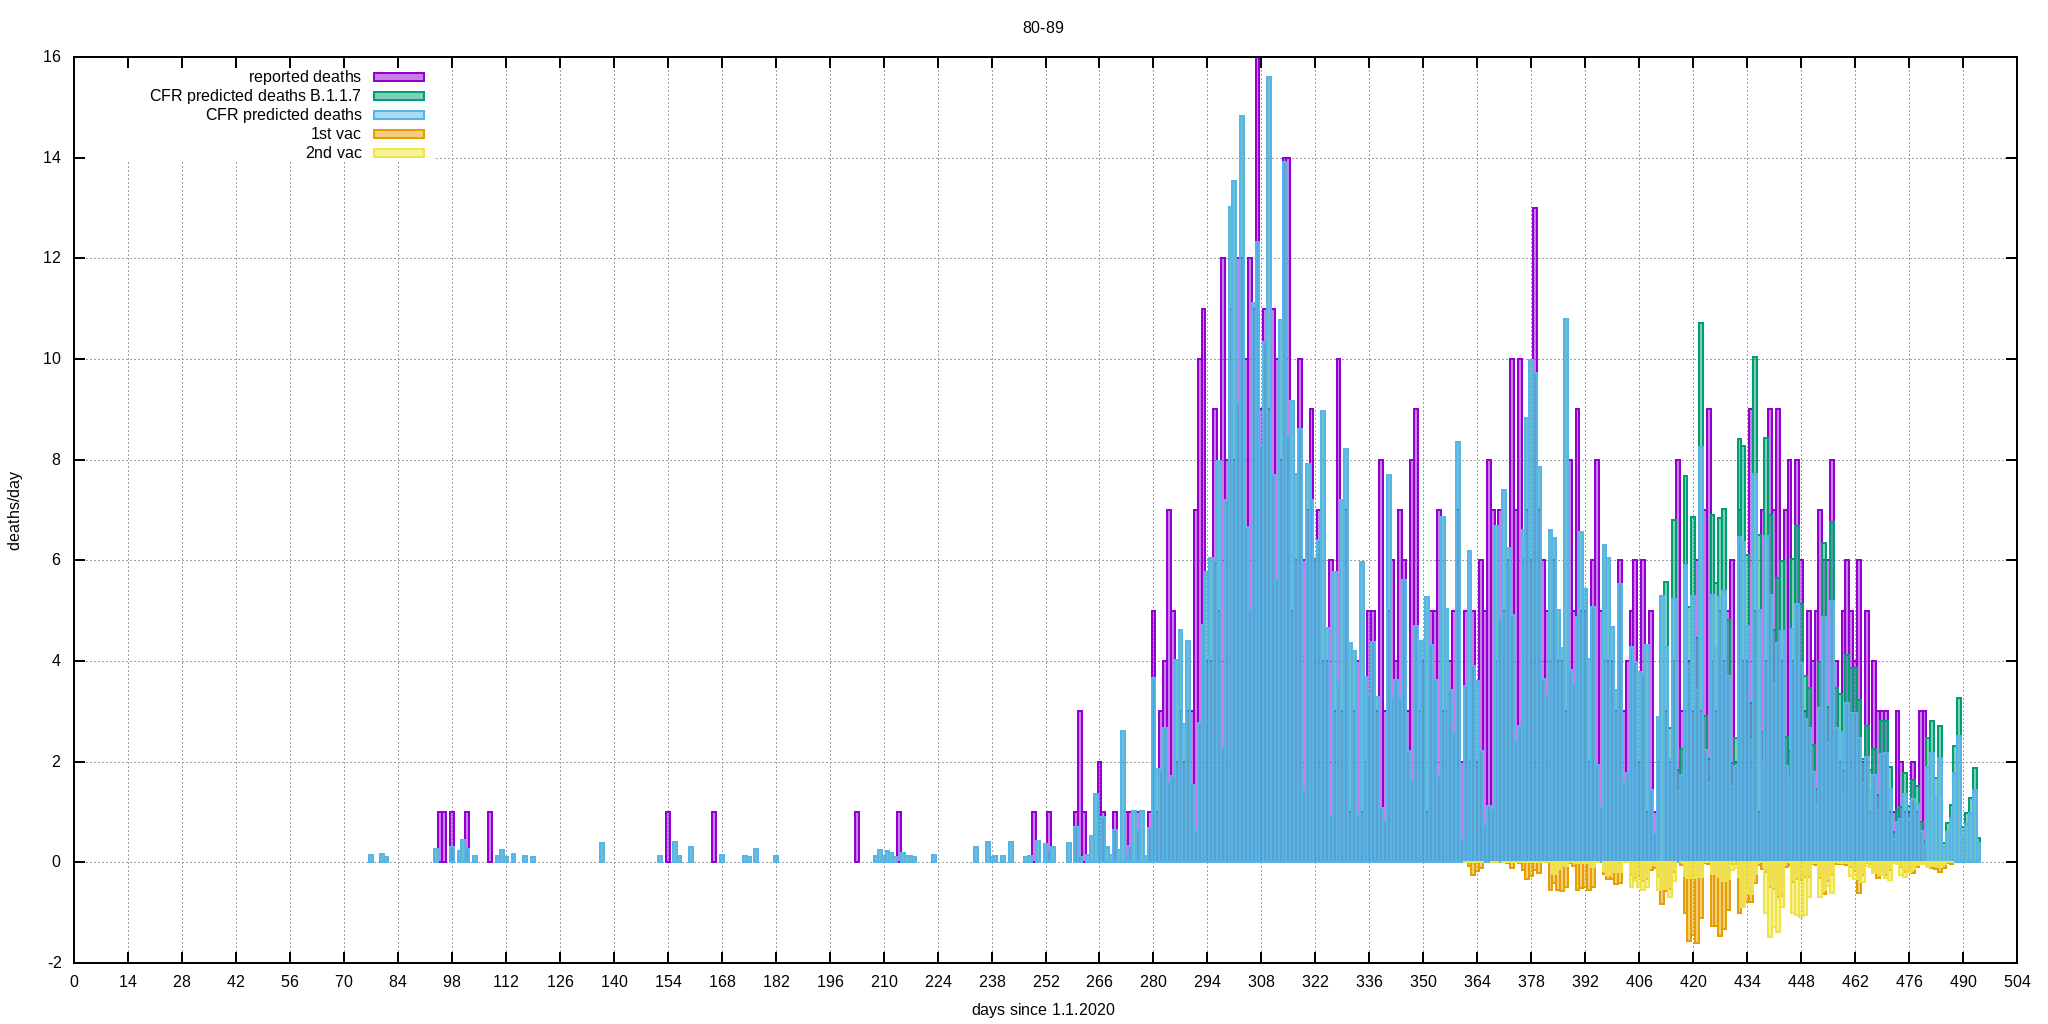 80-89
16
14
12
10
8
6
4
2
0
-2
deaths/day
reported deaths
CFR predicted deaths B.1.1.7
CFR predicted deaths
1st vac
2nd vac
0 14 28 42 56 70 84 98 112 126 140 154 168 182 196 210 224 238 252 266 280 294 308 322 336 350 364 378 392 406 420 434 448 462 476 490 504
days since 1.1.2020